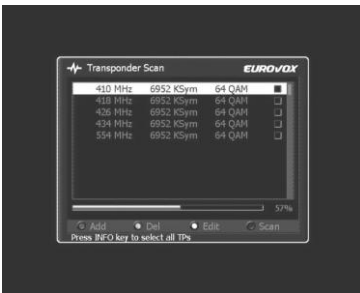 Transponder Scan EUROVOX
410 MHz 6952 KSym 64 QAM
418 MHz 6952 KSym 64 QAM
426 MHz 6952 KSym 64 QAM
434 MHz 6952 KSym 64 QAM
554 MHz 6952 KSym 64 QAM
57%
Add Del Edit Scan
Press INFO key to select all TPs